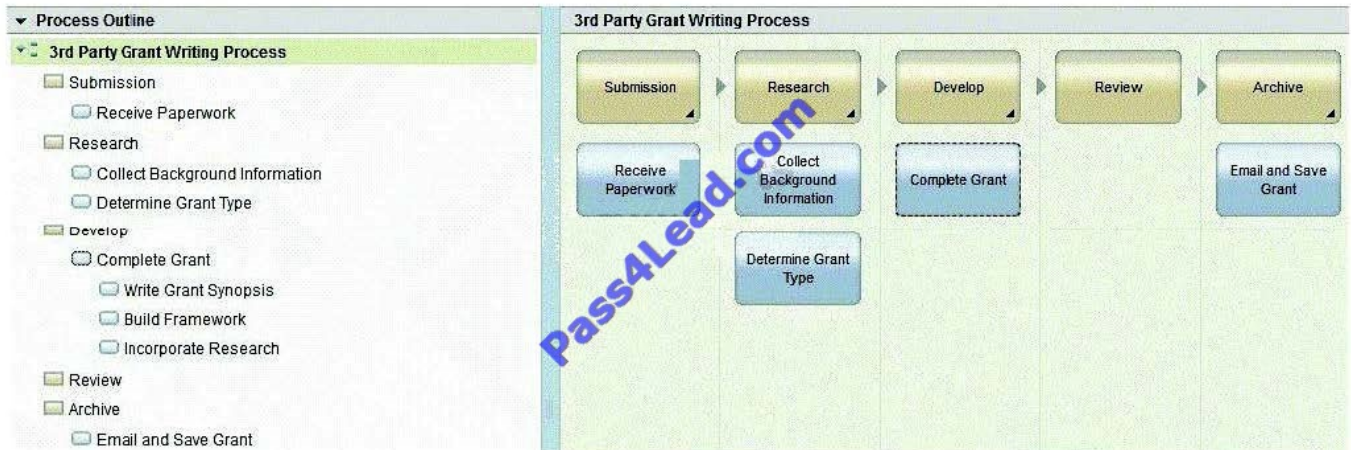 Process Outline
3rd Party Grant Writing Process
Submission
Receive Paperwork
Research
Collect Background Information
Determine Grant Type
Develop
Complete Grant
Write Grant Synopsis
Build Framework
Incorporate Research
Review
Archive
Email and Save Grant
3rd Party Grant Writing Process
Submission
Research
Develop
Review
Archive
Receive
Paperwork
Collect
Background
Information
Complete Grant
Email and Save
Grant
Determine Grant
Type
Pass4Lead.com